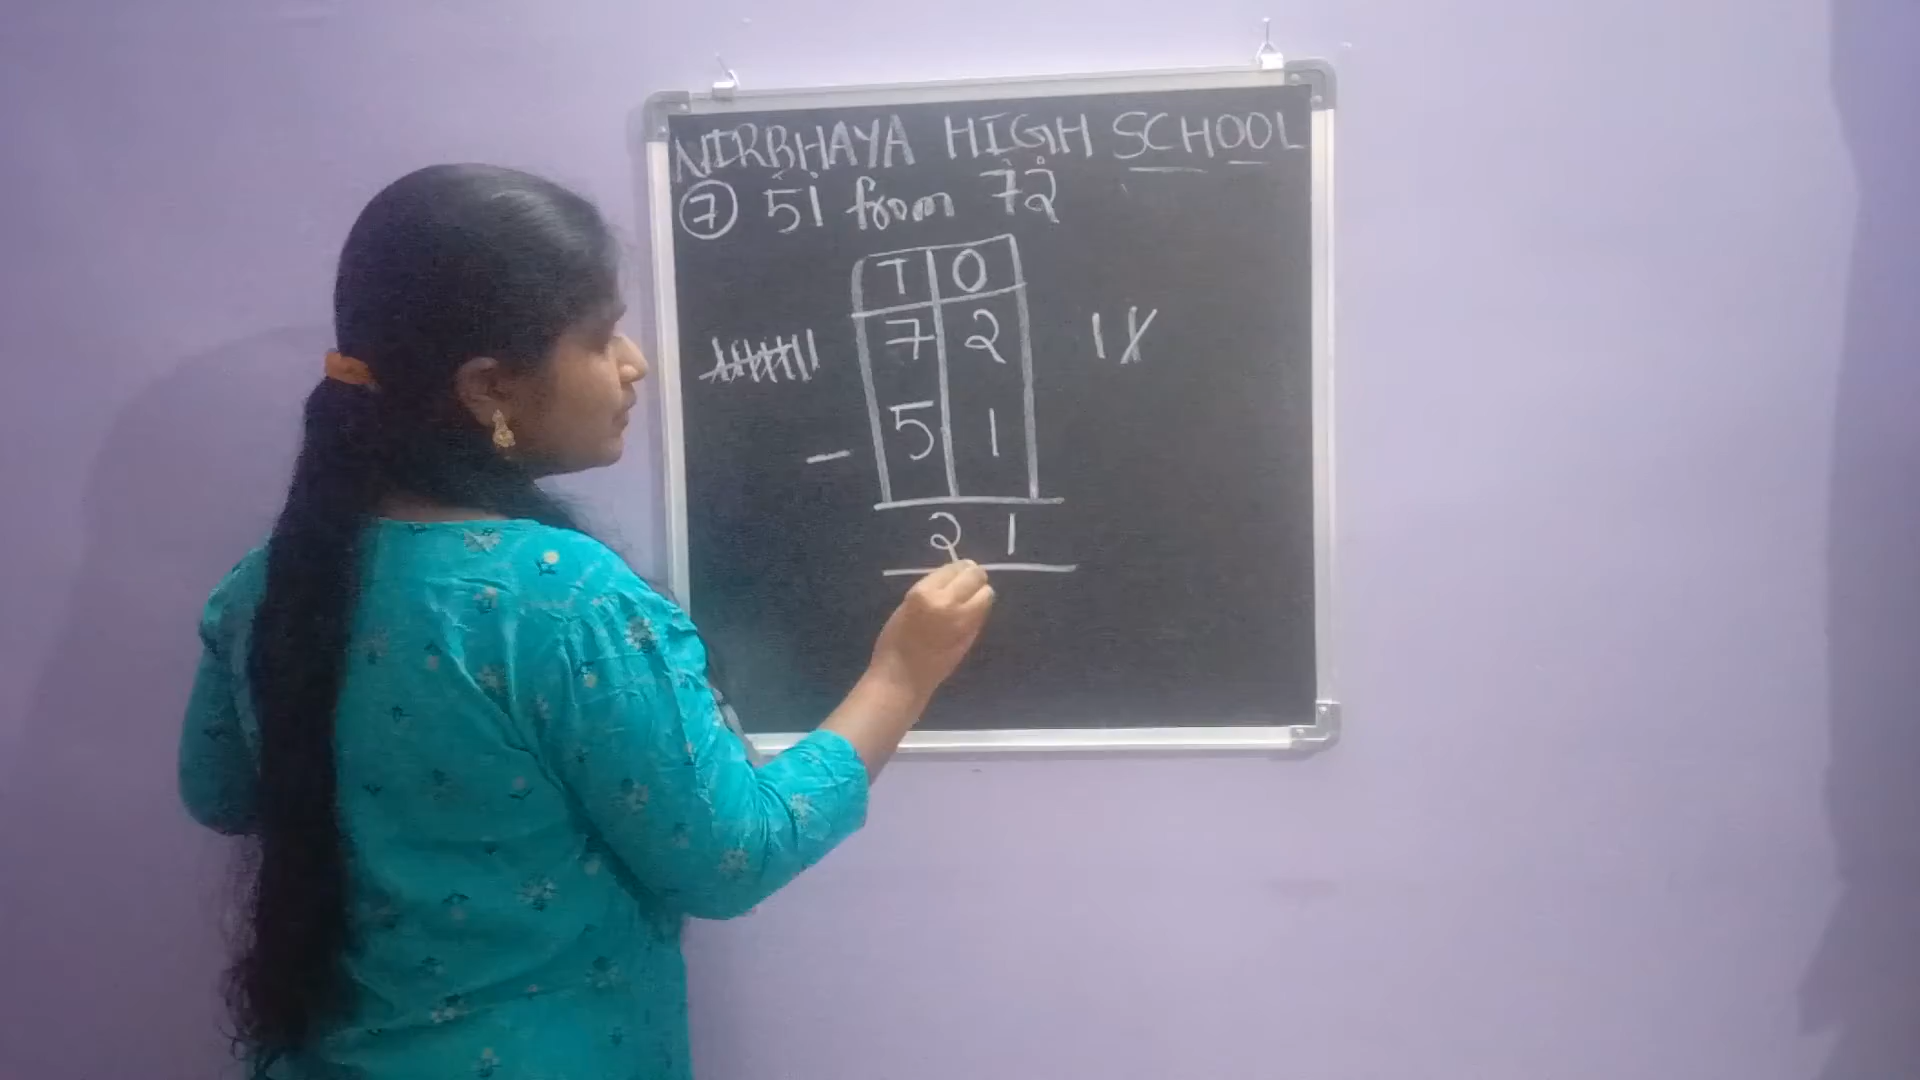 NIRBHAYA HIGH SCHOOL
7 51 from 72
T O
7 2
- 5 1
2 1